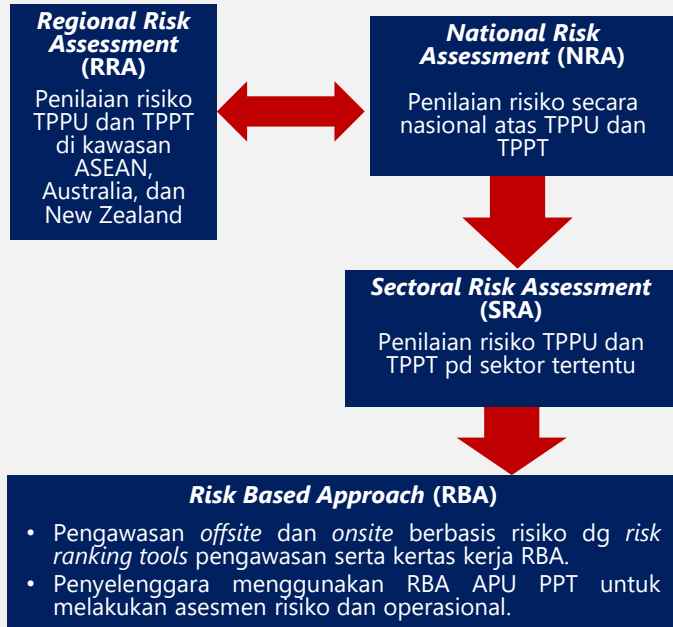 Regional Risk
Assessment
(RRA)
Penilaian risiko
TPPU dan TPPT
di kawasan
ASEAN,
Australia, dan
New Zealand
National Risk
Assessment (NRA)
Penilaian risiko secara
nasional atas TPPU dan
TPPT
Sectoral Risk Assessment
(SRA)
Penilaian risiko TPPU dan
TPPT pd sektor tertentu
Risk Based Approach (RBA)
• Pengawasan offsite dan onsite berbasis risiko dg risk
ranking tools pengawasan serta kertas kerja RBA.
• Penyelenggara menggunakan RBA APU PPT untuk
melakukan asesmen risiko dan operasional.